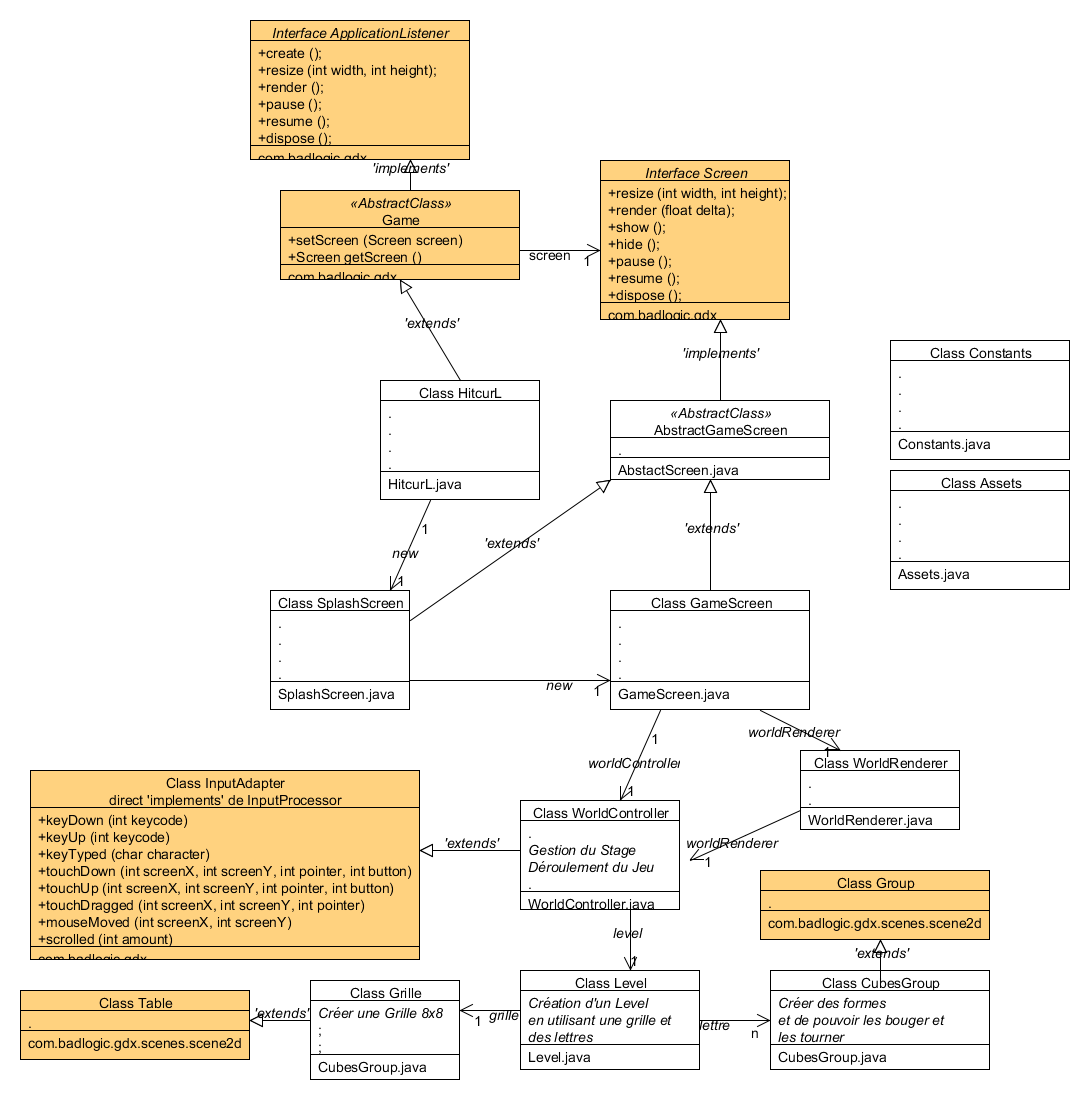 Interface ApplicationListener
+create ();
+resize (int width, int height);
+render ();
+pause ();
+resume ();
+dispose ();
com.badlogic.gdx
'implements'
«AbstractClass»
Game
+setScreen (Screen screen)
+Screen getScreen ()
com.badlogic.gdx
screen
1
Interface Screen
+resize (int width, int height);
+render (float delta);
+show ();
+hide ();
+pause ();
+resume ();
+dispose ();
com.badlogic.gdx
'extends'
'implements'
Class HitcurL
.
.
.
.
HitcurL.java
«AbstractClass»
AbstractGameScreen
.
AbstactScreen.java
Class Constants
.
.
.
.
Constants.java
Class Assets
.
.
.
.
Assets.java
1
new
1
'extends'
'extends'
Class SplashScreen
.
.
.
.
SplashScreen.java
new
1
Class GameScreen
.
.
.
.
GameScreen.java
1
worldController
1
worldRenderer
1
Class WorldRenderer
.
.
WorldRenderer.java
worldRenderer
1
Class InputAdapter
direct 'implements' de InputProcessor
+keyDown (int keycode)
+keyUp (int keycode)
+keyTyped (char character)
+touchDown (int screenX, int screenY, int pointer, int button)
+touchUp (int screenX, int screenY, int pointer, int button)
+touchDragged (int screenX, int screenY, int pointer)
+mouseMoved (int screenX, int screenY)
+scrolled (int amount)
com.badlogic.gdx
'extends'
Class WorldController
.
Gestion du Stage
Déroulement du Jeu
.
WorldController.java
level
1
Class Group
.
com.badlogic.gdx.scenes.scene2d
'extends'
Class Table
.
com.badlogic.gdx.scenes.scene2d
'extends'
Class Grille
Créer une Grille 8x8
;
;
CubesGroup.java
grille
1
Class Level
Création d'un Level
en utilisant une grille et
des lettres
Level.java
lettre
n
Class CubesGroup
Créer des formes
et de pouvoir les bouger et
les tourner
CubesGroup.java